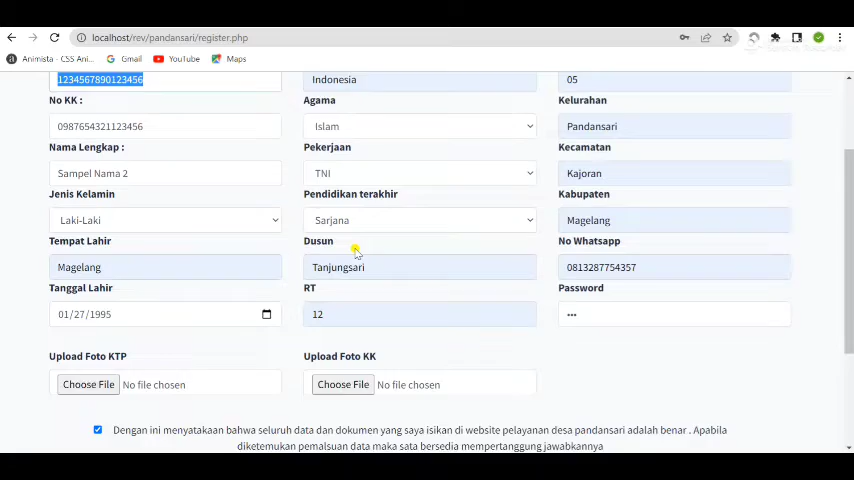 localhost/rev/pandansari/register.php
Animista - CSS Ani...
Gmail
YouTube
Maps
1234567890123456
Indonesia
05
No KK :
Agama
Kelurahan
0987654321123456
Islam
Pandansari
Nama Lengkap :
Pekerjaan
Kecamatan
Sampel Nama 2
TNI
Kajoran
Jenis Kelamin
Pendidikan terakhir
Kabupaten
Laki-Laki
Sarjana
Magelang
Tempat Lahir
Dusun
No Whatsapp
Magelang
Tanjungsari
0813287754357
Tanggal Lahir
RT
Password
01/27/1995
12
•••
Upload Foto KTP
Upload Foto KK
Choose File No file chosen
Choose File No file chosen
Dengan ini menyatakaan bahwa seluruh data dan dokumen yang saya isikan di website pelayanan desa pandansari adalah benar . Apabila
diketemukan pemalsuan data maka sata bersedia mempertanggung jawabkannya